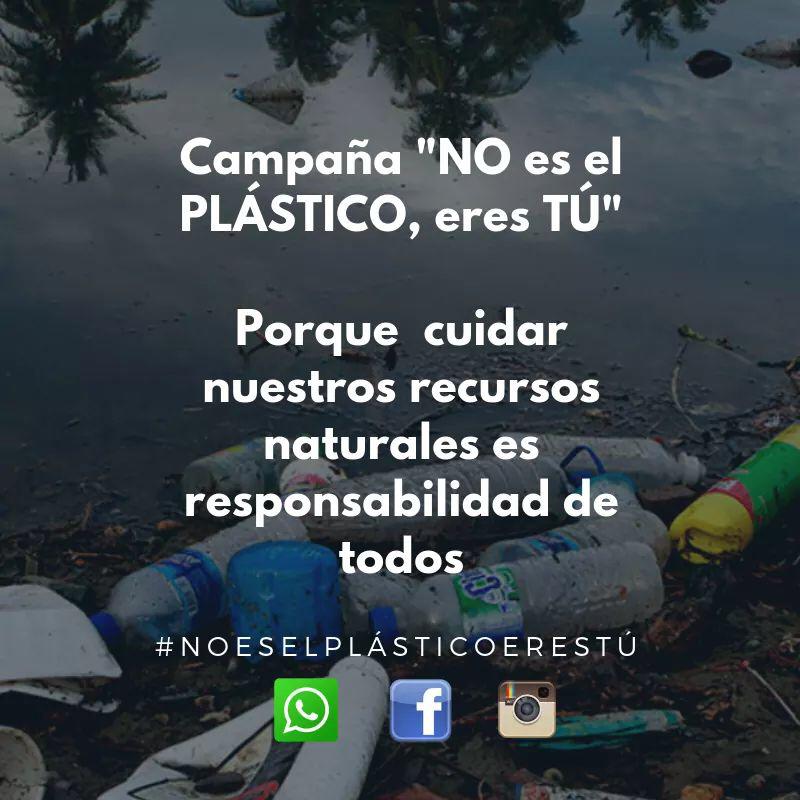 Campaña "NO es el
PLÁSTICO, eres TÚ"
Porque cuidar
nuestros recursos
naturales es
responsabilidad de
todos
#NOESELPLÁSTICOERESTÚ